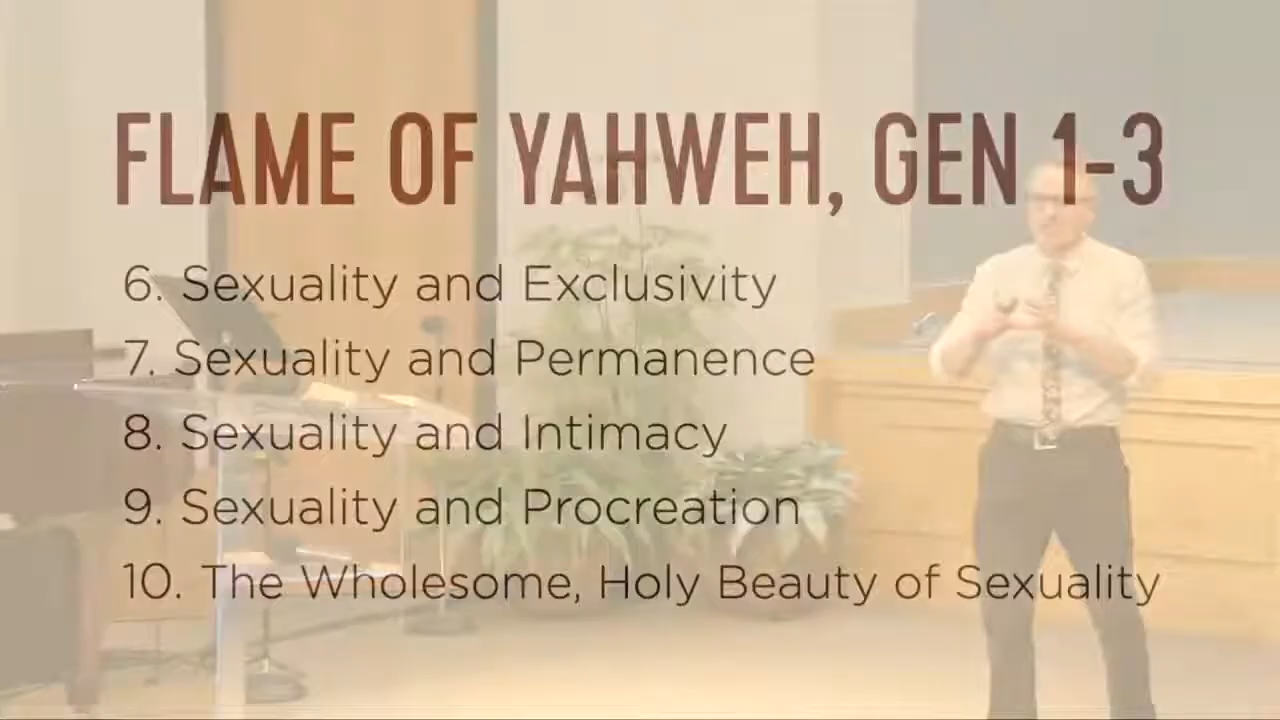 FLAME OF YAHWEH, GEN 1-3
6. Sexuality and Exclusivity
7. Sexuality and Permanence
8. Sexuality and Intimacy
9. Sexuality and Procreation
10. The Wholesome, Holy Beauty of Sexuality